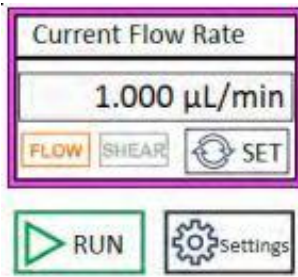 Current Flow Rate
1.000 µL/min
FLOW SHEAR SET
RUN Settings